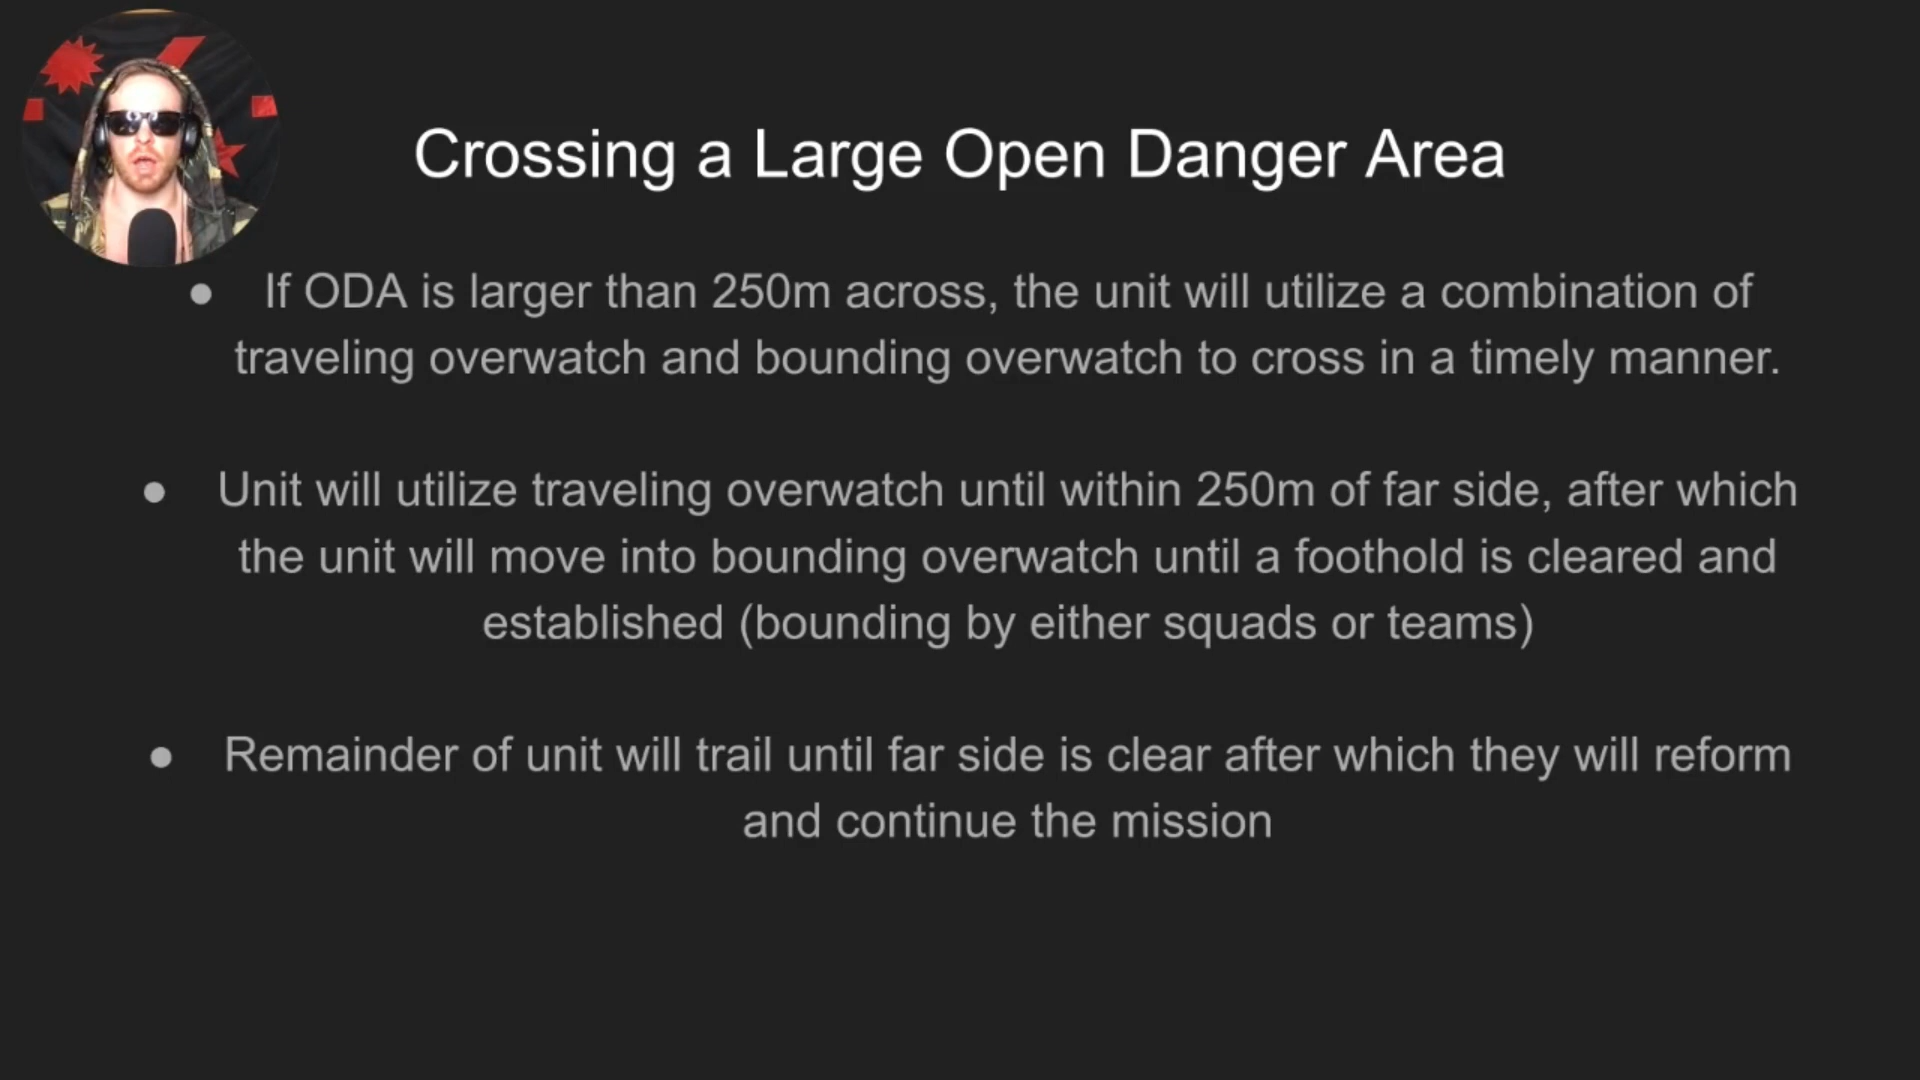 Crossing a Large Open Danger Area
● If ODA is larger than 250m across, the unit will utilize a combination of
traveling overwatch and bounding overwatch to cross in a timely manner.
● Unit will utilize traveling overwatch until within 250m of far side, after which
the unit will move into bounding overwatch until a foothold is cleared and
established (bounding by either squads or teams)
● Remainder of unit will trail until far side is clear after which they will reform
and continue the mission